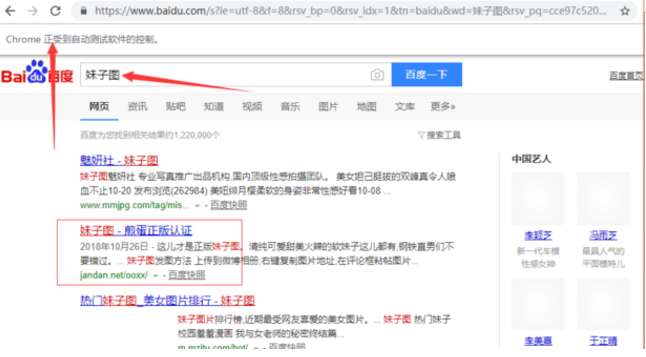 https://www.baidu.com/s?ie=utf-8&f=8&rsv_bp=0&rsv_idx=1&tn=baidu&wd=妹子图&rsv_pq=cce97c520...
Chrome 正受到自动测试软件的控制。
Bai du 百度
妹子图
百度一下
百度首页
网页 资讯 贴吧 知道 视频 音乐 图片 地图 文库 更多»
百度为您找到相关结果约1,220,000个
搜索工具
魅妍社 - 妹子图
妹子图魅妍社 专业写真推广出品机构,国内顶级性感拍摄团队。 美女妲己挺拔的双峰真令人喷
血不止10-20 发布浏览(262984) 美妞绯月樱柔软的身姿非常性感好看10-08 ...
www.mmjpg.com/tag/mis... - 百度快照
妹子图 - 煎蛋正版认证
2018年10月26日 - 这儿才是正版妹子图。清纯可爱甜美火辣的软妹子这儿都有,钢铁直男们不
要错过。... 妹子图发图方法 上传到微博相册;右键复制图片地址,在评论框粘帖图片...
jandan.net/ooxx/ - 百度快照
热门妹子图_美女图片排行 - 妹子图
妹子图排行榜,近期最受网友喜爱的美女图片。... 妹子图 热门妹子
校园羞羞漫画 我与女老师的秘密终结篇...
m.mzitu.com/hot/ - 百度快照
中国艺人
李颖芝 冯雨芝
新一代车模 最具人气的
性感女神 平面模特儿
李美熹 于芷晴